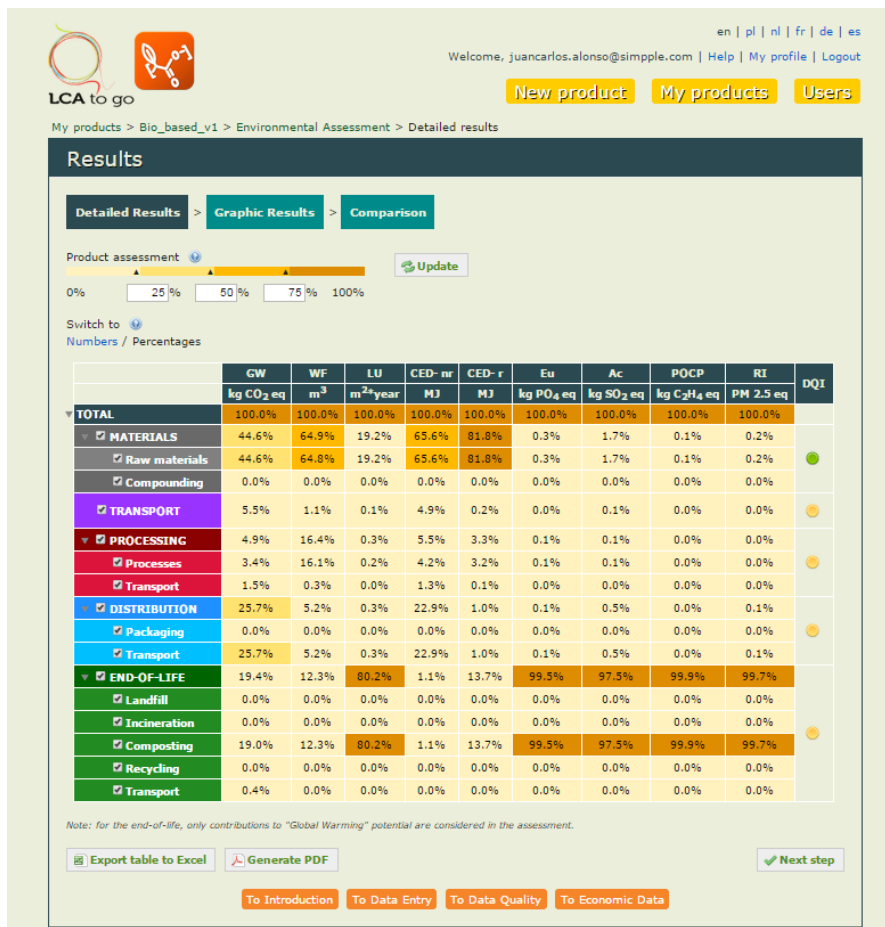 en | pl | nl | fr | de | es
Welcome, juancarlos.alonso@simpple.com | Help | My profile | Logout
LCA to go
New product My products Users
My products > Bio_based_v1 > Environmental Assessment > Detailed results
Results
Detailed Results > Graphic Results > Comparison
Product assessment
Update
0% 25 % 50 % 75 % 100%
Switch to
Numbers / Percentages
GW WF LU CED- nr CED- r Eu Ac POCP RI DQI
kg CO2 eq m3 m2*year MJ MJ kg PO4 eq kg SO2 eq kg C2H4 eq PM 2.5 eq
TOTAL 100.0% 100.0% 100.0% 100.0% 100.0% 100.0% 100.0% 100.0% 100.0%
MATERIALS 44.6% 64.9% 19.2% 65.6% 81.8% 0.3% 1.7% 0.1% 0.2%
Raw materials 44.6% 64.8% 19.2% 65.6% 81.8% 0.3% 1.7% 0.1% 0.2%
Compounding 0.0% 0.0% 0.0% 0.0% 0.0% 0.0% 0.0% 0.0% 0.0%
TRANSPORT 5.5% 1.1% 0.1% 4.9% 0.2% 0.0% 0.1% 0.0% 0.0%
PROCESSING 4.9% 16.4% 0.3% 5.5% 3.3% 0.1% 0.1% 0.0% 0.0%
Processes 3.4% 16.1% 0.2% 4.2% 3.2% 0.1% 0.1% 0.0% 0.0%
Transport 1.5% 0.3% 0.0% 1.3% 0.1% 0.0% 0.0% 0.0% 0.0%
DISTRIBUTION 25.7% 5.2% 0.3% 22.9% 1.0% 0.1% 0.5% 0.0% 0.1%
Packaging 0.0% 0.0% 0.0% 0.0% 0.0% 0.0% 0.0% 0.0% 0.0%
Transport 25.7% 5.2% 0.3% 22.9% 1.0% 0.1% 0.5% 0.0% 0.1%
END-OF-LIFE 19.4% 12.3% 80.2% 1.1% 13.7% 99.5% 97.5% 99.9% 99.7%
Landfill 0.0% 0.0% 0.0% 0.0% 0.0% 0.0% 0.0% 0.0% 0.0%
Incineration 0.0% 0.0% 0.0% 0.0% 0.0% 0.0% 0.0% 0.0% 0.0%
Composting 19.0% 12.3% 80.2% 1.1% 13.7% 99.5% 97.5% 99.9% 99.7%
Recycling 0.0% 0.0% 0.0% 0.0% 0.0% 0.0% 0.0% 0.0% 0.0%
Transport 0.4% 0.0% 0.0% 0.0% 0.0% 0.0% 0.0% 0.0% 0.0%
Note: for the end-of-life, only contributions to "Global Warming" potential are considered in the assessment.
Export table to Excel Generate PDF Next step
To Introduction To Data Entry To Data Quality To Economic Data